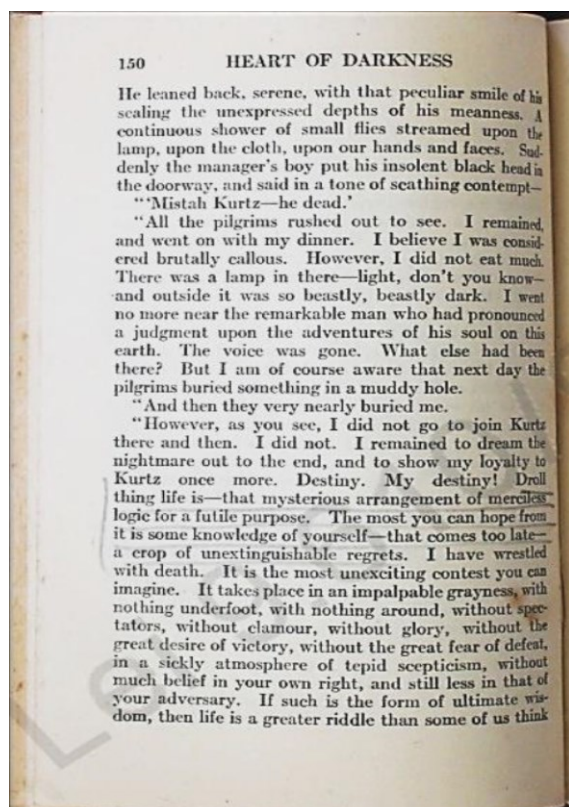 150 HEART OF DARKNESS
He leaned back, serene, with that peculiar smile of his
sealing the unexpressed depths of his meanness. A
continuous shower of small flies streamed upon the
lamp, upon the cloth, upon our hands and faces. Sud-
denly the manager's boy put his insolent black head in
the doorway, and said in a tone of scathing contempt—
"'Mistah Kurtz—he dead.'
"All the pilgrims rushed out to see. I remained,
and went on with my dinner. I believe I was consid-
ered brutally callous. However, I did not eat much.
There was a lamp in there—light, don't you know—
and outside it was so beastly, beastly dark. I went
no more near the remarkable man who had pronounced
a judgment upon the adventures of his soul on this
earth. The voice was gone. What else had been
there? But I am of course aware that next day the
pilgrims buried something in a muddy hole.
"And then they very nearly buried me.
"However, as you see, I did not go to join Kurtz
there and then. I did not. I remained to dream the
nightmare out to the end, and to show my loyalty to
Kurtz once more. Destiny. My destiny! Droll
thing life is—that mysterious arrangement of merciless
logic for a futile purpose. The most you can hope from
it is some knowledge of yourself—that comes too late—
a crop of unextinguishable regrets. I have wrestled
with death. It is the most unexciting contest you can
imagine. It takes place in an impalpable grayness, with
nothing underfoot, with nothing around, without spec-
tators, without clamour, without glory, without the
great desire of victory, without the great fear of defeat,
in a sickly atmosphere of tepid scepticism, without
much belief in your own right, and still less in that of
your adversary. If such is the form of ultimate wis-
dom, then life is a greater riddle than some of us think